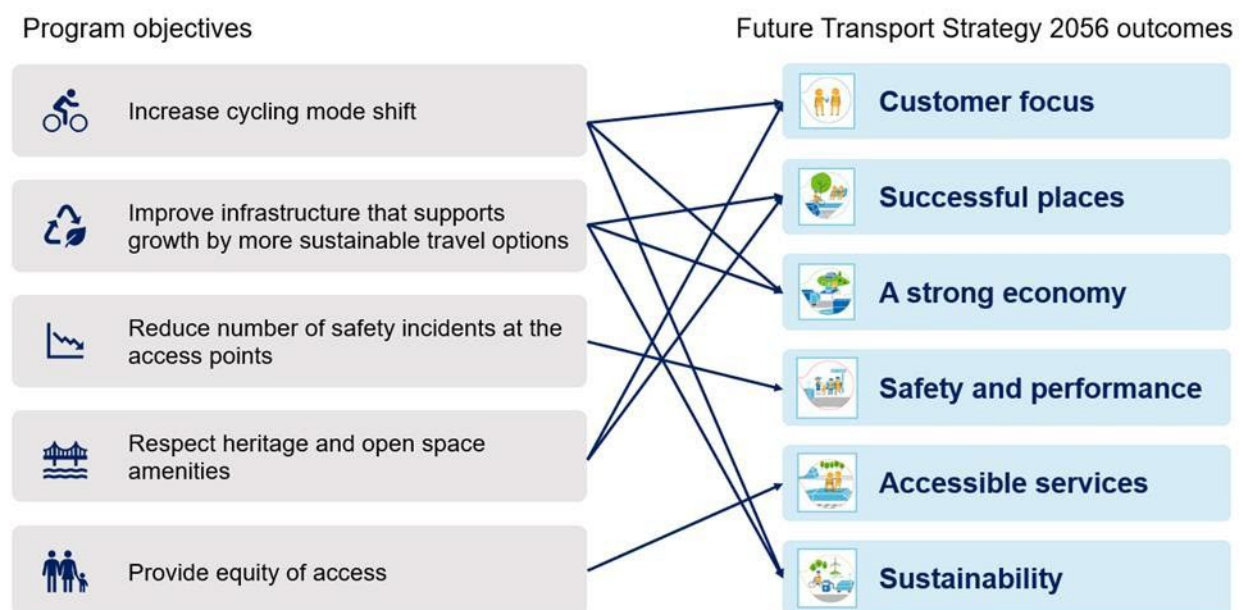 Program objectives
Future Transport Strategy 2056 outcomes
Increase cycling mode shift
Improve infrastructure that supports
growth by more sustainable travel options
Reduce number of safety incidents at the
access points
Respect heritage and open space
amenities
Provide equity of access
Customer focus
Successful places
A strong economy
Safety and performance
Accessible services
Sustainability